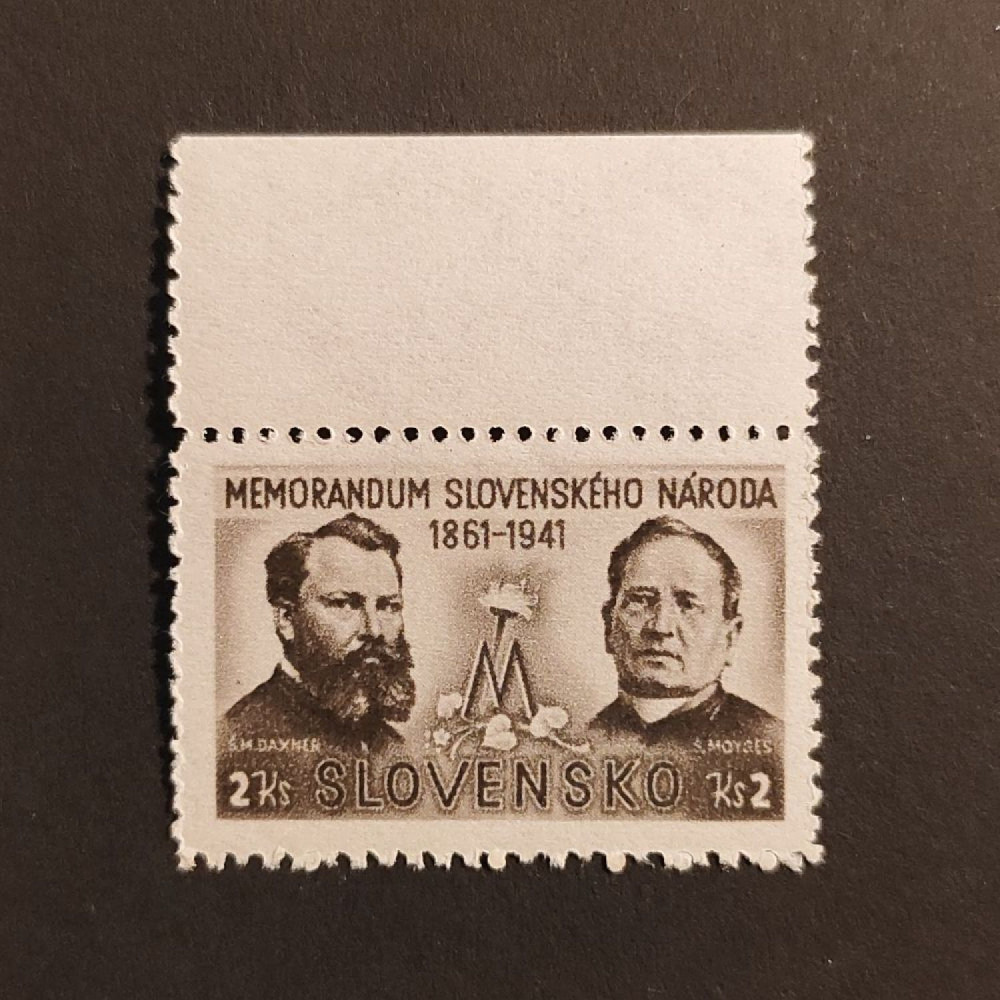 MEMORANDUM SLOVENSKÉHO NÁRODA
1861-1941
M
Š.M.DAXNER
Š.MOYSES
2Ks SLOVENSKO Ks2